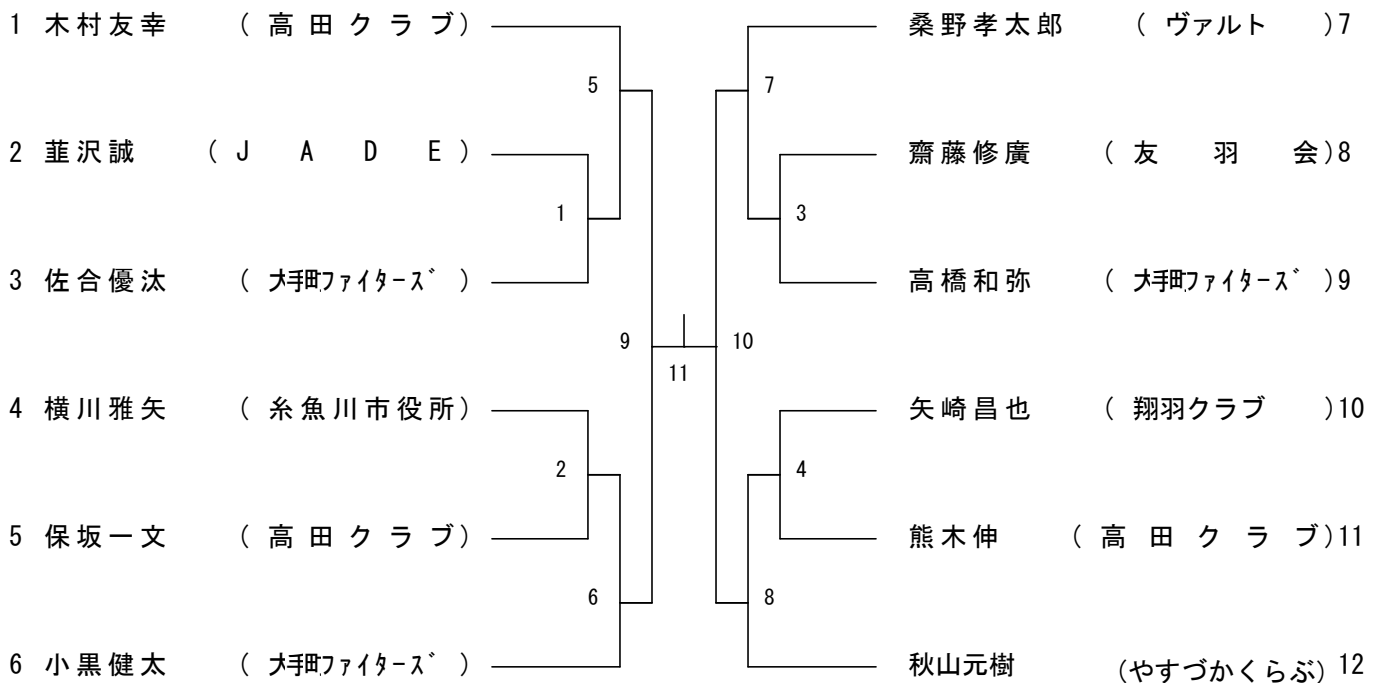 1 木村友幸 (高田クラブ) 桑野孝太郎 (ヴァルト)7
5 7
2 韮沢誠 (JADE) 齋藤修廣 (友羽会)8
1 3
3 佐合優汰 (大手町ファイターズ) 高橋和弥 (大手町ファイターズ)9
9 10
11
4 横川雅矢 (糸魚川市役所) 矢崎昌也 (翔羽クラブ)10
2 4
5 保坂一文 (高田クラブ) 熊木伸 (高田クラブ)11
6 8
6 小黒健太 (大手町ファイターズ) 秋山元樹 (やすづかくらぶ) 12